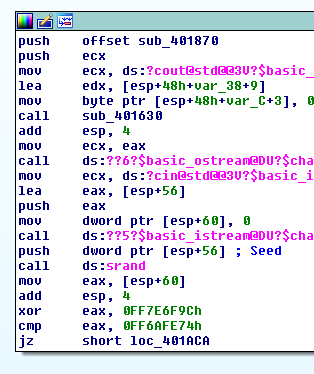 push offset sub_401870
push ecx
mov ecx, ds:?cout@std@@3V?$basic_
lea edx, [esp+48h+var_38+9]
mov byte ptr [esp+48h+var_C+3], 0
call sub_401630
add esp, 4
mov ecx, eax
call ds:??6?$basic_ostream@DU?$cha
mov ecx, ds:?cin@std@@3V?$basic_i
lea eax, [esp+56]
push eax
mov dword ptr [esp+60], 0
call ds:??5?$basic_istream@DU?$cha
push dword ptr [esp+56] ; Seed
call ds:srand
mov eax, [esp+60]
add esp, 4
xor eax, 0FF7E6F9Ch
cmp eax, 0FF6AFE74h
jz short loc_401ACA